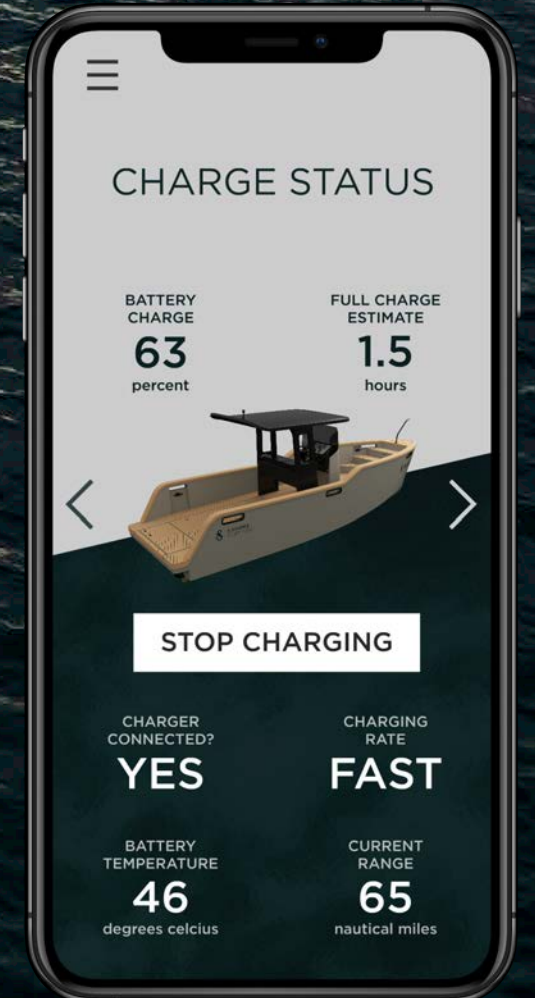 CHARGE STATUS
BATTERY
CHARGE
63
percent
FULL CHARGE
ESTIMATE
1.5
hours
STOP CHARGING
CHARGER
CONNECTED?
YES
CHARGING
RATE
FAST
BATTERY
TEMPERATURE
46
degrees celcius
CURRENT
RANGE
65
nautical miles